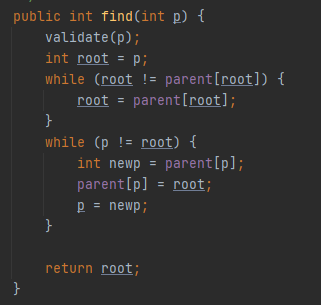 public int find(int p) {
    validate(p);
    int root = p;
    while (root != parent[root]) {
        root = parent[root];
    }
    while (p != root) {
        int newp = parent[p];
        parent[p] = root;
        p = newp;
    }

    return root;
}